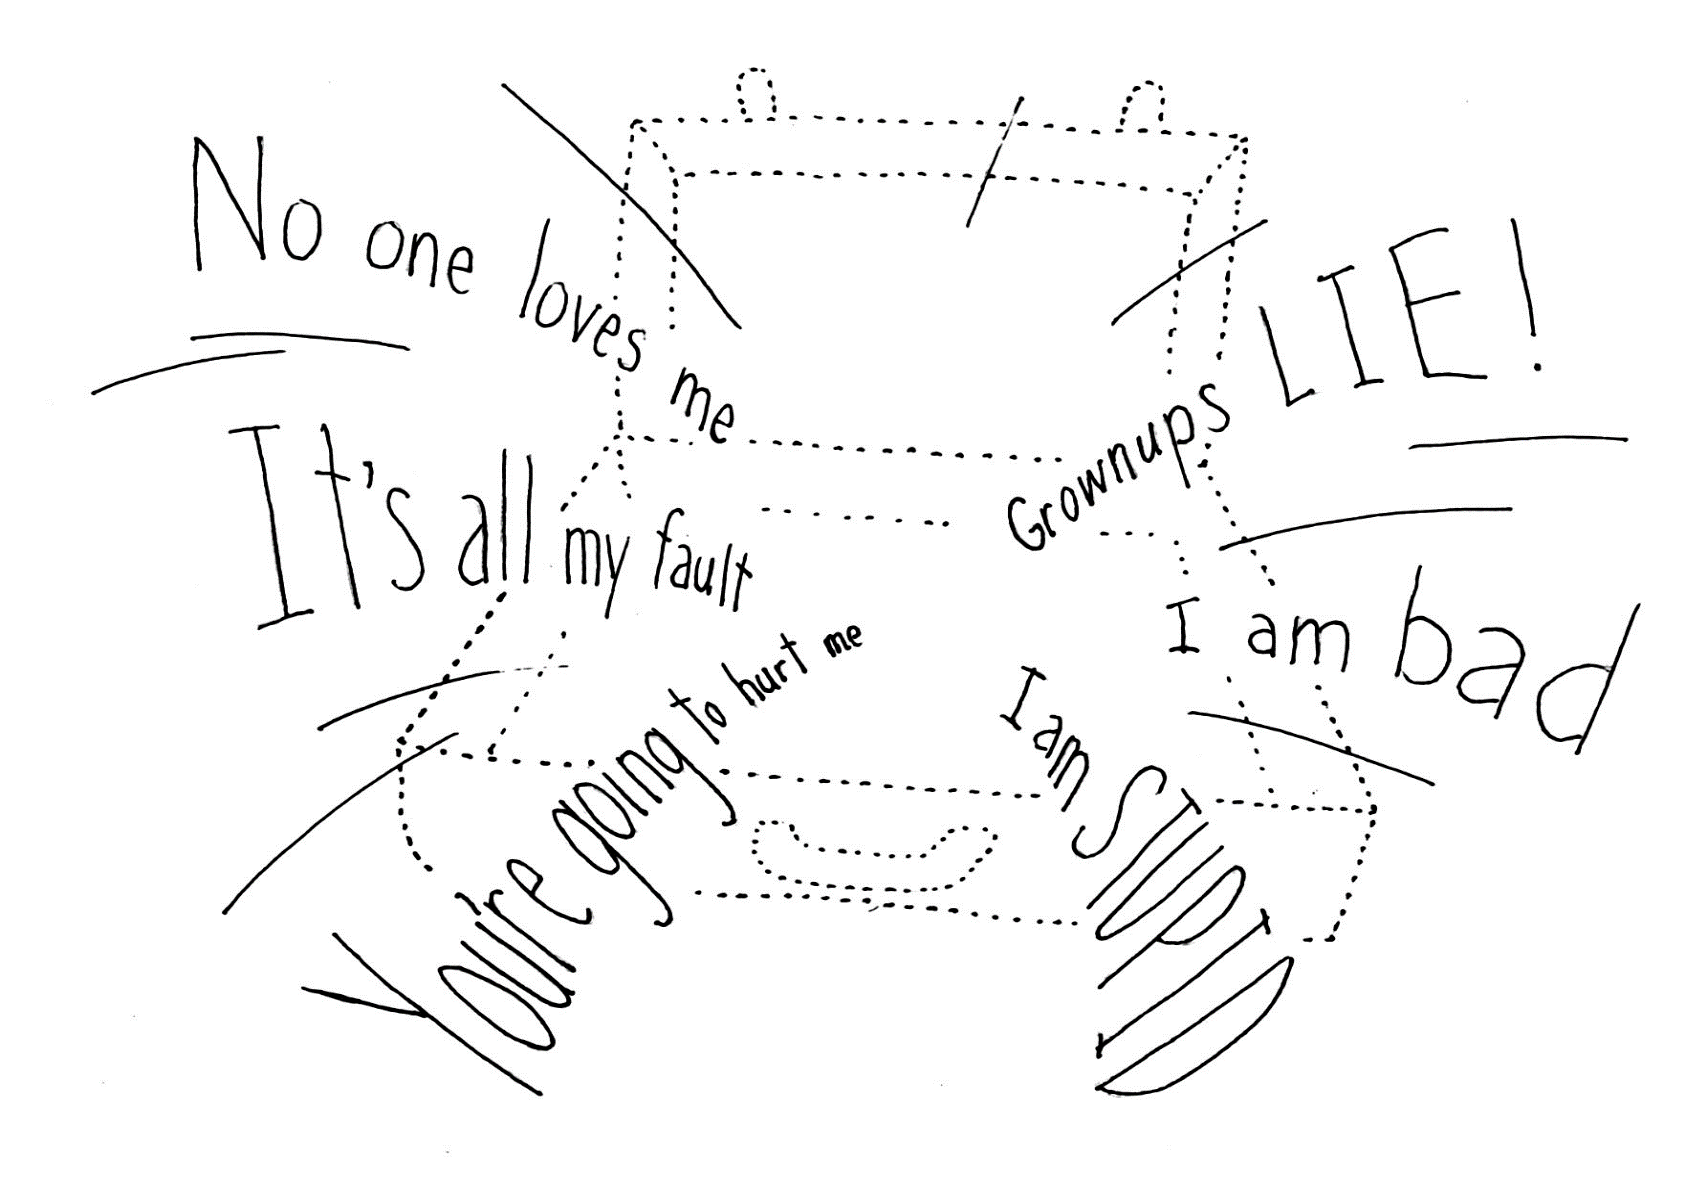 No one loves me
Grownups LIE!
It's all my fault
I am bad
You're going to hurt me
I am STUPID